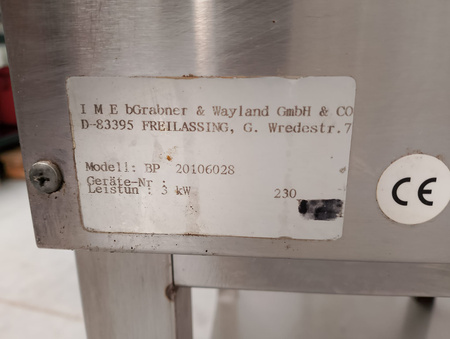 I M E bGrabner & Wayland GmbH & CO
D-83395 FREILASSING, G. Wredestr.7
Modell: BP 20106028
Geräte-Nr :
Leistun : 3 kW 230
CE